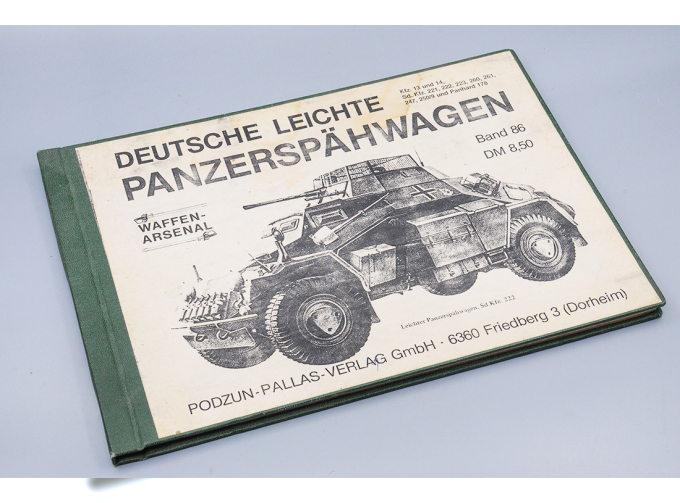 DEUTSCHE LEICHTE
PANZERSPÄHWAGEN
Kfz. 13 und 14,
Sd. Kfz. 221, 222, 223, 260, 261,
247, 250/9 und Panhard 178
Band 86
DM 8,50
WAFFEN-
ARSENAL
Leichter Panzerspähwagen, Sd Kfz. 222
PODZUN-PALLAS-VERLAG GmbH · 6360 Friedberg 3 (Dorheim)